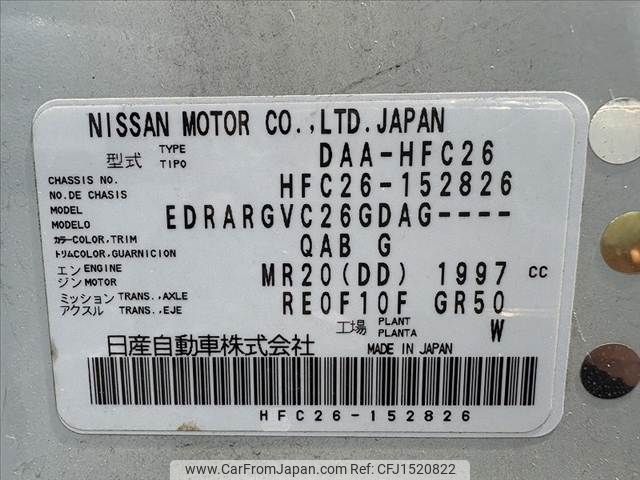 NISSAN MOTOR CO.,LTD. JAPAN
型式 TYPE TIPO DAA-HFC26
CHASSIS NO. NO.DE CHASIS HFC26-152826
MODEL MODELO EDRARGVC26GDAG----
カラーCOLOR,TRIM トリムCOLOR,GUARNICION QAB G
エンジン ENGINE MOTOR MR20(DD) 1997 CC
ミッション TRANS.,AXLE アクスル TRANS.,EJE RE0F10F GR50
工場 PLANT PLANTA W
日産自動車株式会社 MADE IN JAPAN
HFC26-152826
www.CarFromJapan.com - Car ID: CFJ1520822